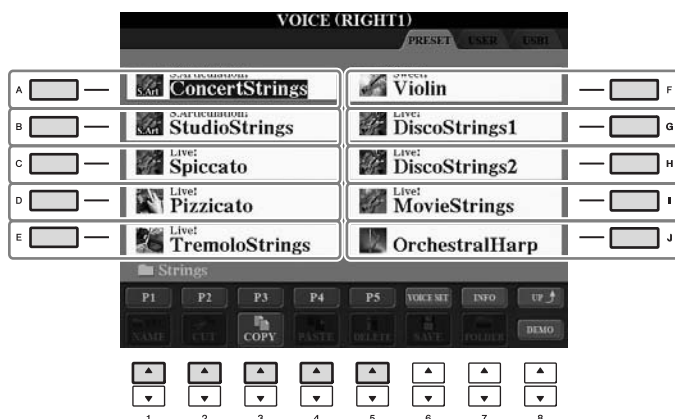 VOICE (RIGHT1)
PRESET USER USB1
A S.Articulation! S.Art ConcertStrings Sweet! Violin F
B S.Articulation! S.Art StudioStrings Live! DiscoStrings1 G
C Live! Spiccato Live! DiscoStrings2 H
D Live! Pizzicato Live! MovieStrings I
E Live! TremoloStrings OrchestralHarp J
Strings
P1 P2 P3 P4 P5 VOICE SET INFO UP
NAME CUT COPY PASTE DELETE SAVE FOLDER DEMO
1 2 3 4 5 6 7 8